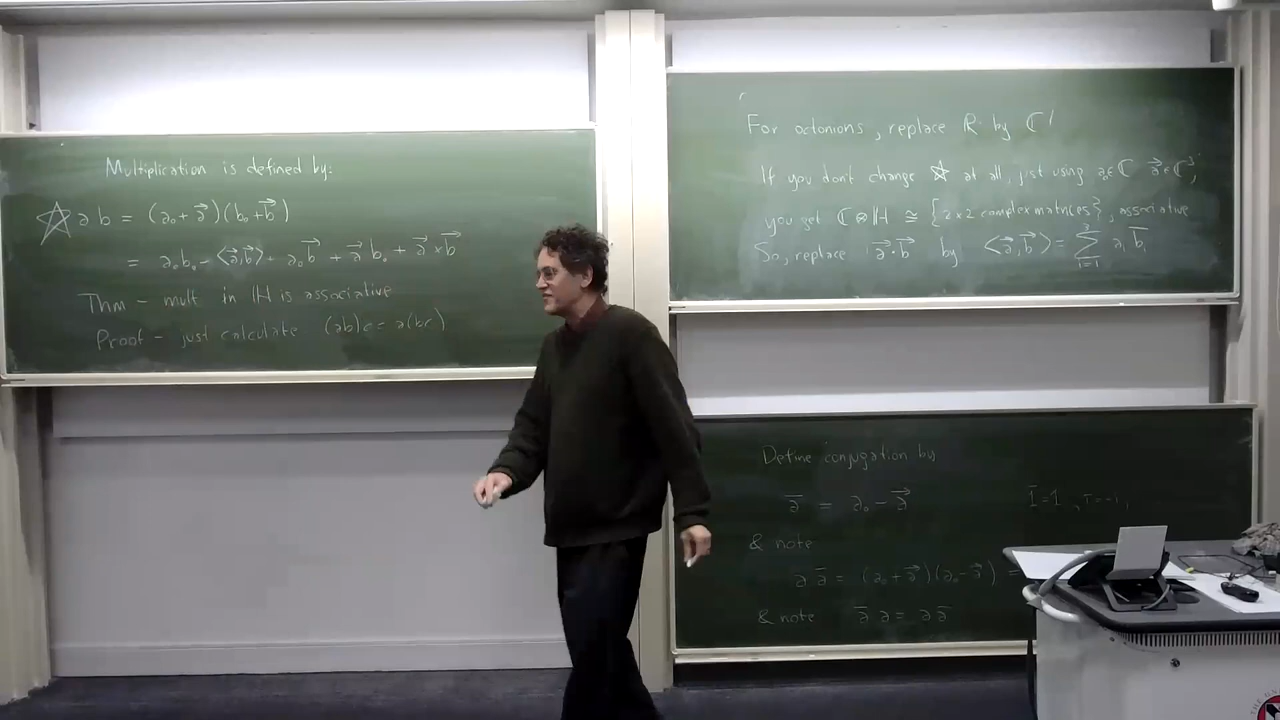 Multiplication is defined by:
☆ a b = (a₀ + a⃗)(b₀ + b⃗)
= a₀b₀ - <a⃗, b⃗> + a₀b⃗ + a⃗ b₀ + a⃗ × b⃗
Thm - mult in ℍ is associative
Proof - just calculate (ab)c = a(bc)
For octonions, replace ℝ by ℂ!
If you don't change ☆ at all, just using a₀∈ℂ a⃗∈ℂ³,
you get ℂ⊗ℍ ≅ {2×2 complex matrices}, associative
So, replace a⃗·b⃗ by <a⃗, b⃗> = ∑ᵢ₌₁³ aᵢ b̄ᵢ
Define conjugation by
ā = a₀ - a⃗
1̄ = 1
& note
a ā = (a₀ + a⃗)(a₀ - a⃗) =
& note ā a = a ā